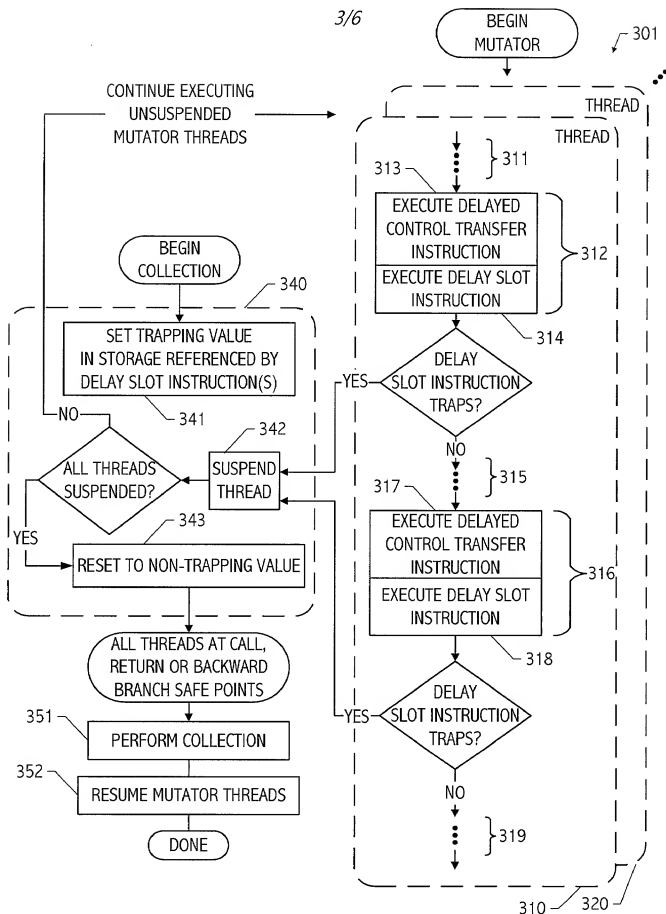 3/6
BEGIN
MUTATOR
301
CONTINUE EXECUTING
UNSUSPENDED
MUTATOR THREADS
THREAD
THREAD
311
313
EXECUTE DELAYED
CONTROL TRANSFER
INSTRUCTION
EXECUTE DELAY SLOT
INSTRUCTION
312
314
BEGIN
COLLECTION
340
SET TRAPPING VALUE
IN STORAGE REFERENCED BY
DELAY SLOT INSTRUCTION(S)
341
DELAY
SLOT INSTRUCTION
TRAPS?
YES
NO
NO
342
ALL THREADS
SUSPENDED?
SUSPEND
THREAD
315
317
YES
343
RESET TO NON-TRAPPING VALUE
EXECUTE DELAYED
CONTROL TRANSFER
INSTRUCTION
EXECUTE DELAY SLOT
INSTRUCTION
316
318
ALL THREADS AT CALL,
RETURN OR BACKWARD
BRANCH SAFE POINTS
DELAY
SLOT INSTRUCTION
TRAPS?
YES
NO
351
PERFORM COLLECTION
352
RESUME MUTATOR THREADS
DONE
319
310
320